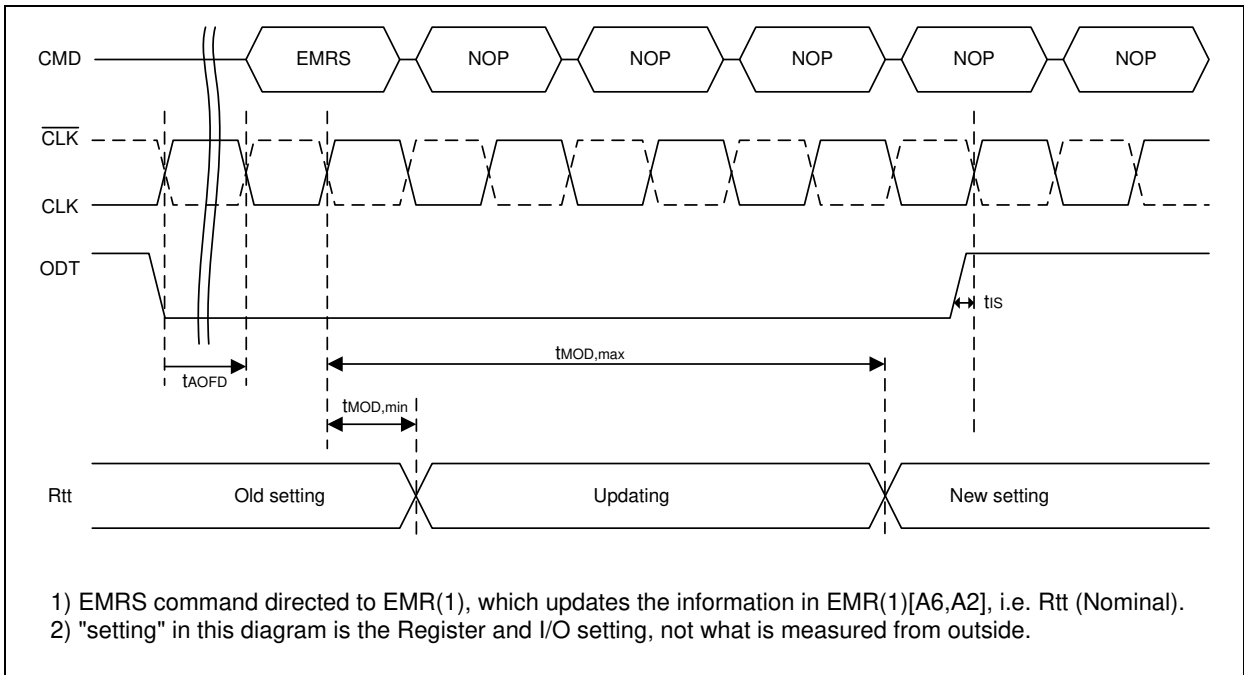 CMD EMRS NOP NOP NOP NOP NOP
CLK
CLK
ODT
tIS
tMOD,max
tAOFD
tMOD,min
Rtt Old setting Updating New setting
1) EMRS command directed to EMR(1), which updates the information in EMR(1)[A6,A2], i.e. Rtt (Nominal).
2) "setting" in this diagram is the Register and I/O setting, not what is measured from outside.